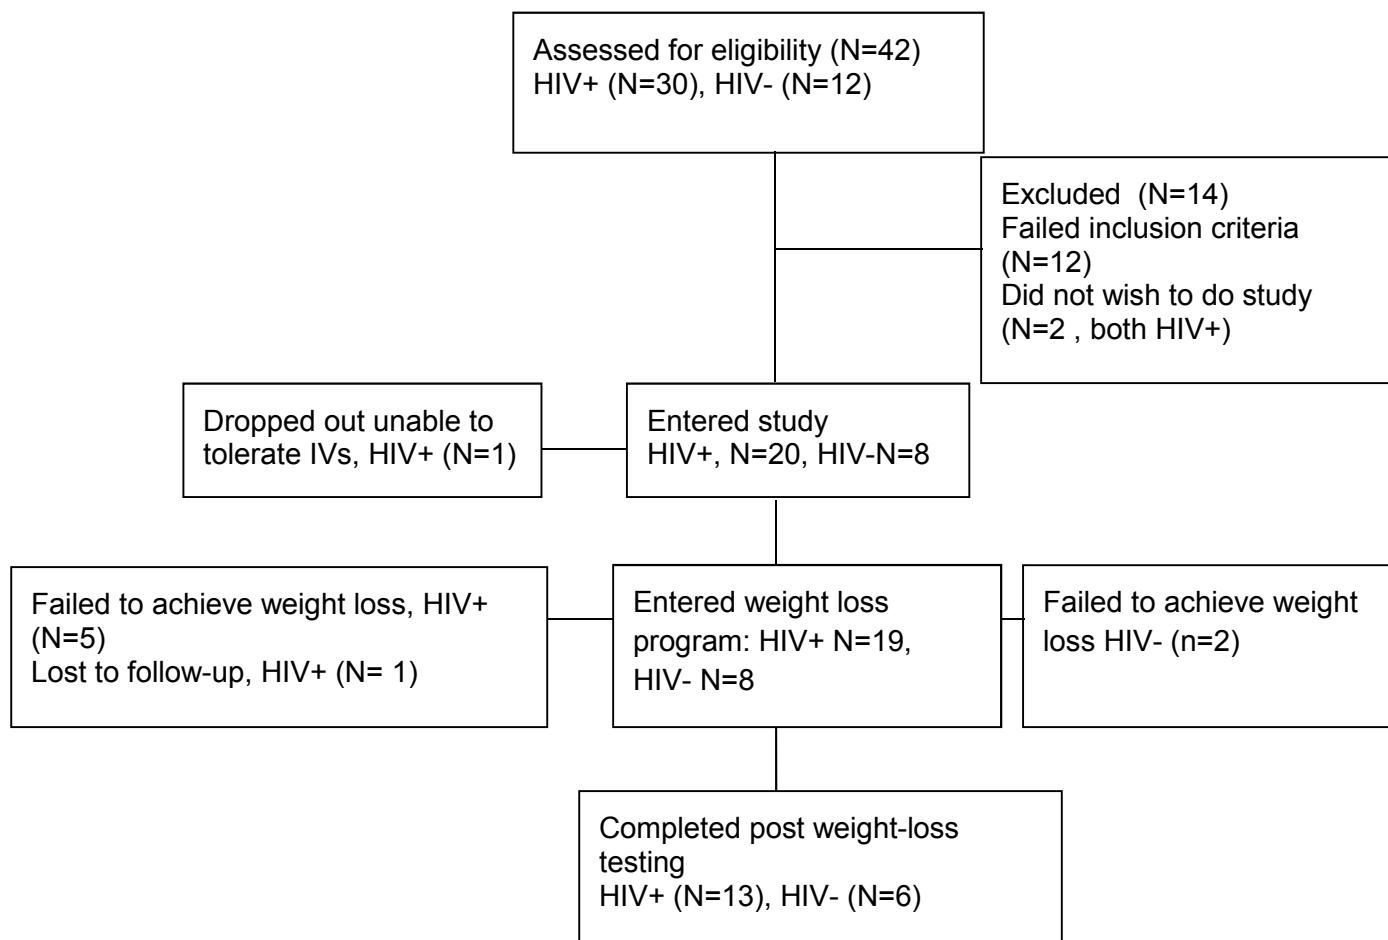 Assessed for eligibility (N=42)
HIV+ (N=30), HIV- (N=12)
Excluded  (N=14)
Failed inclusion criteria
(N=12)
Did not wish to do study
(N=2 , both HIV+)
Dropped out unable to
tolerate IVs, HIV+ (N=1)
Entered study
HIV+, N=20, HIV-N=8
Failed to achieve weight loss, HIV+
(N=5)
Lost to follow-up, HIV+ (N= 1)
Entered weight loss
program: HIV+ N=19,
HIV- N=8
Failed to achieve weight
loss HIV- (n=2)
Completed post weight-loss
testing
HIV+ (N=13), HIV- (N=6)